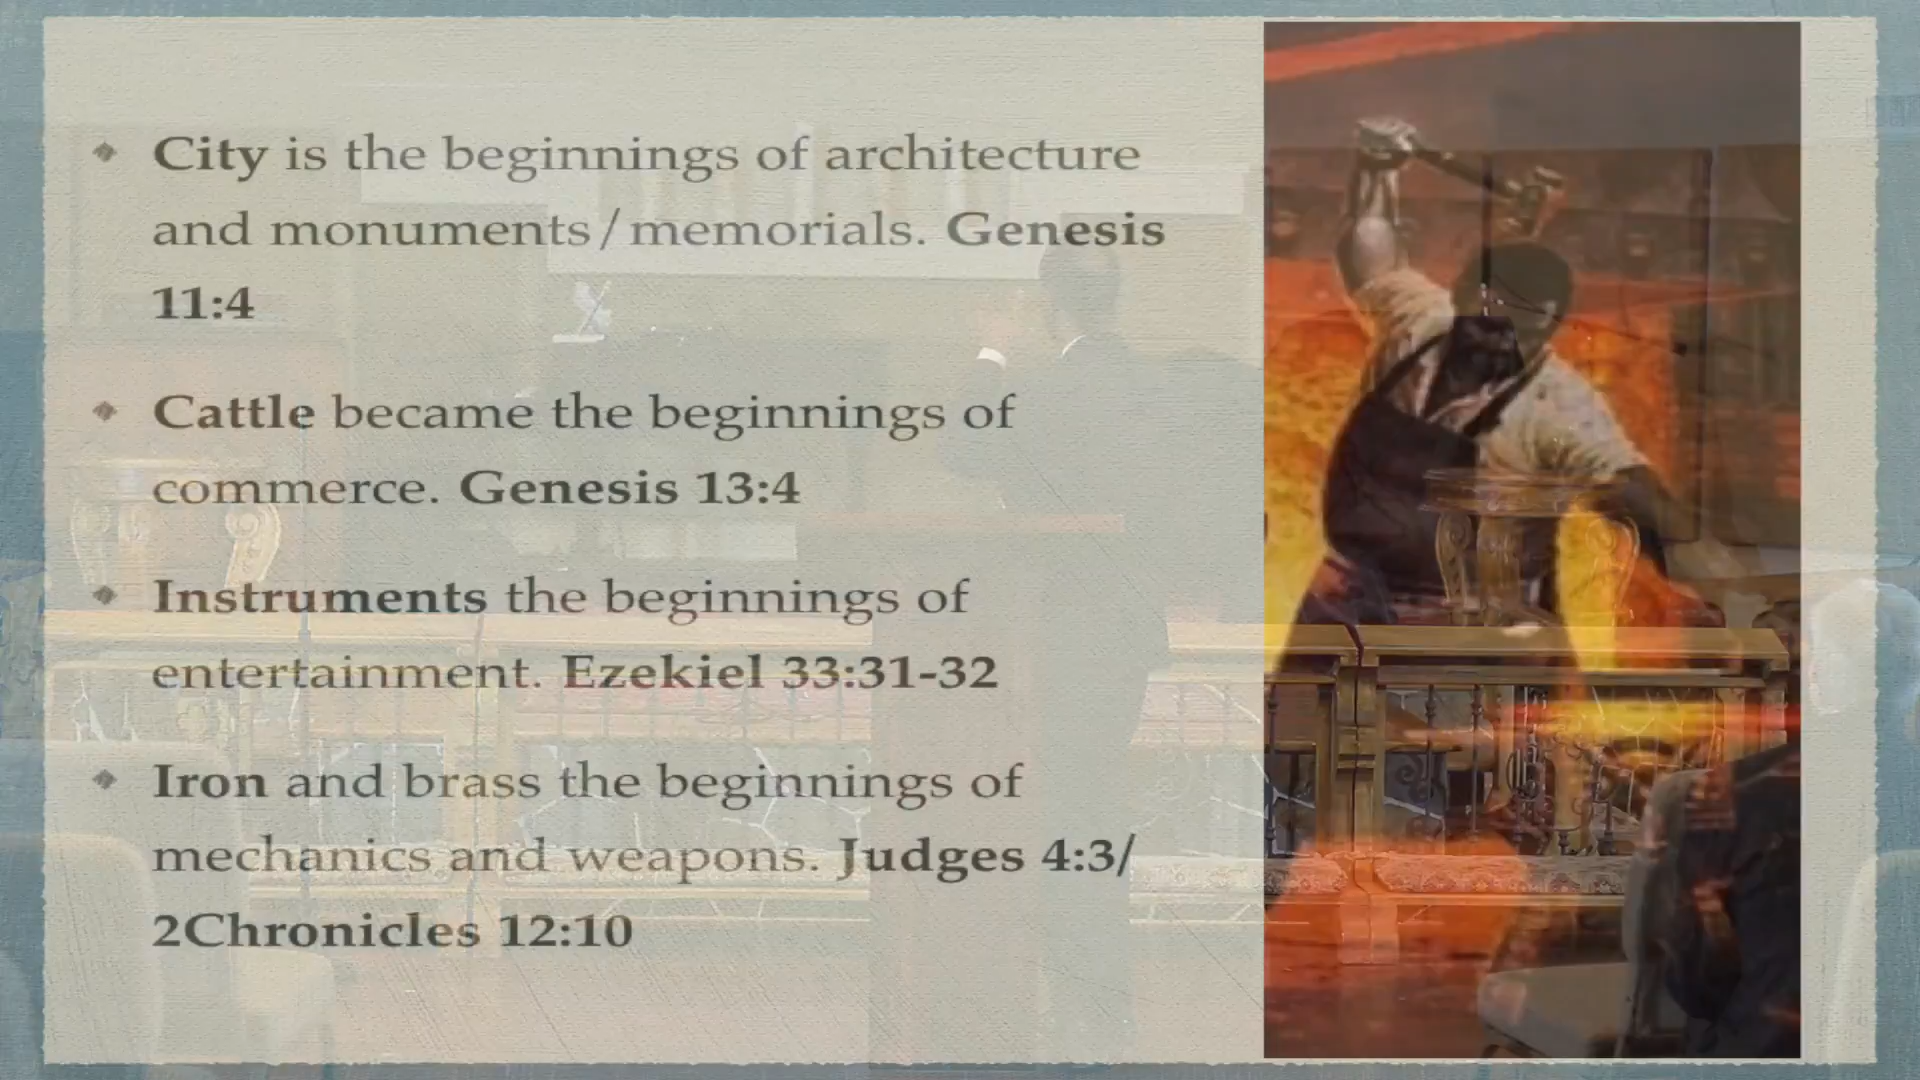 City is the beginnings of architecture
and monuments/memorials. Genesis
11:4
Cattle became the beginnings of
commerce. Genesis 13:4
Instruments the beginnings of
entertainment. Ezekiel 33:31-32
Iron and brass the beginnings of
mechanics and weapons. Judges 4:3/
2Chronicles 12:10